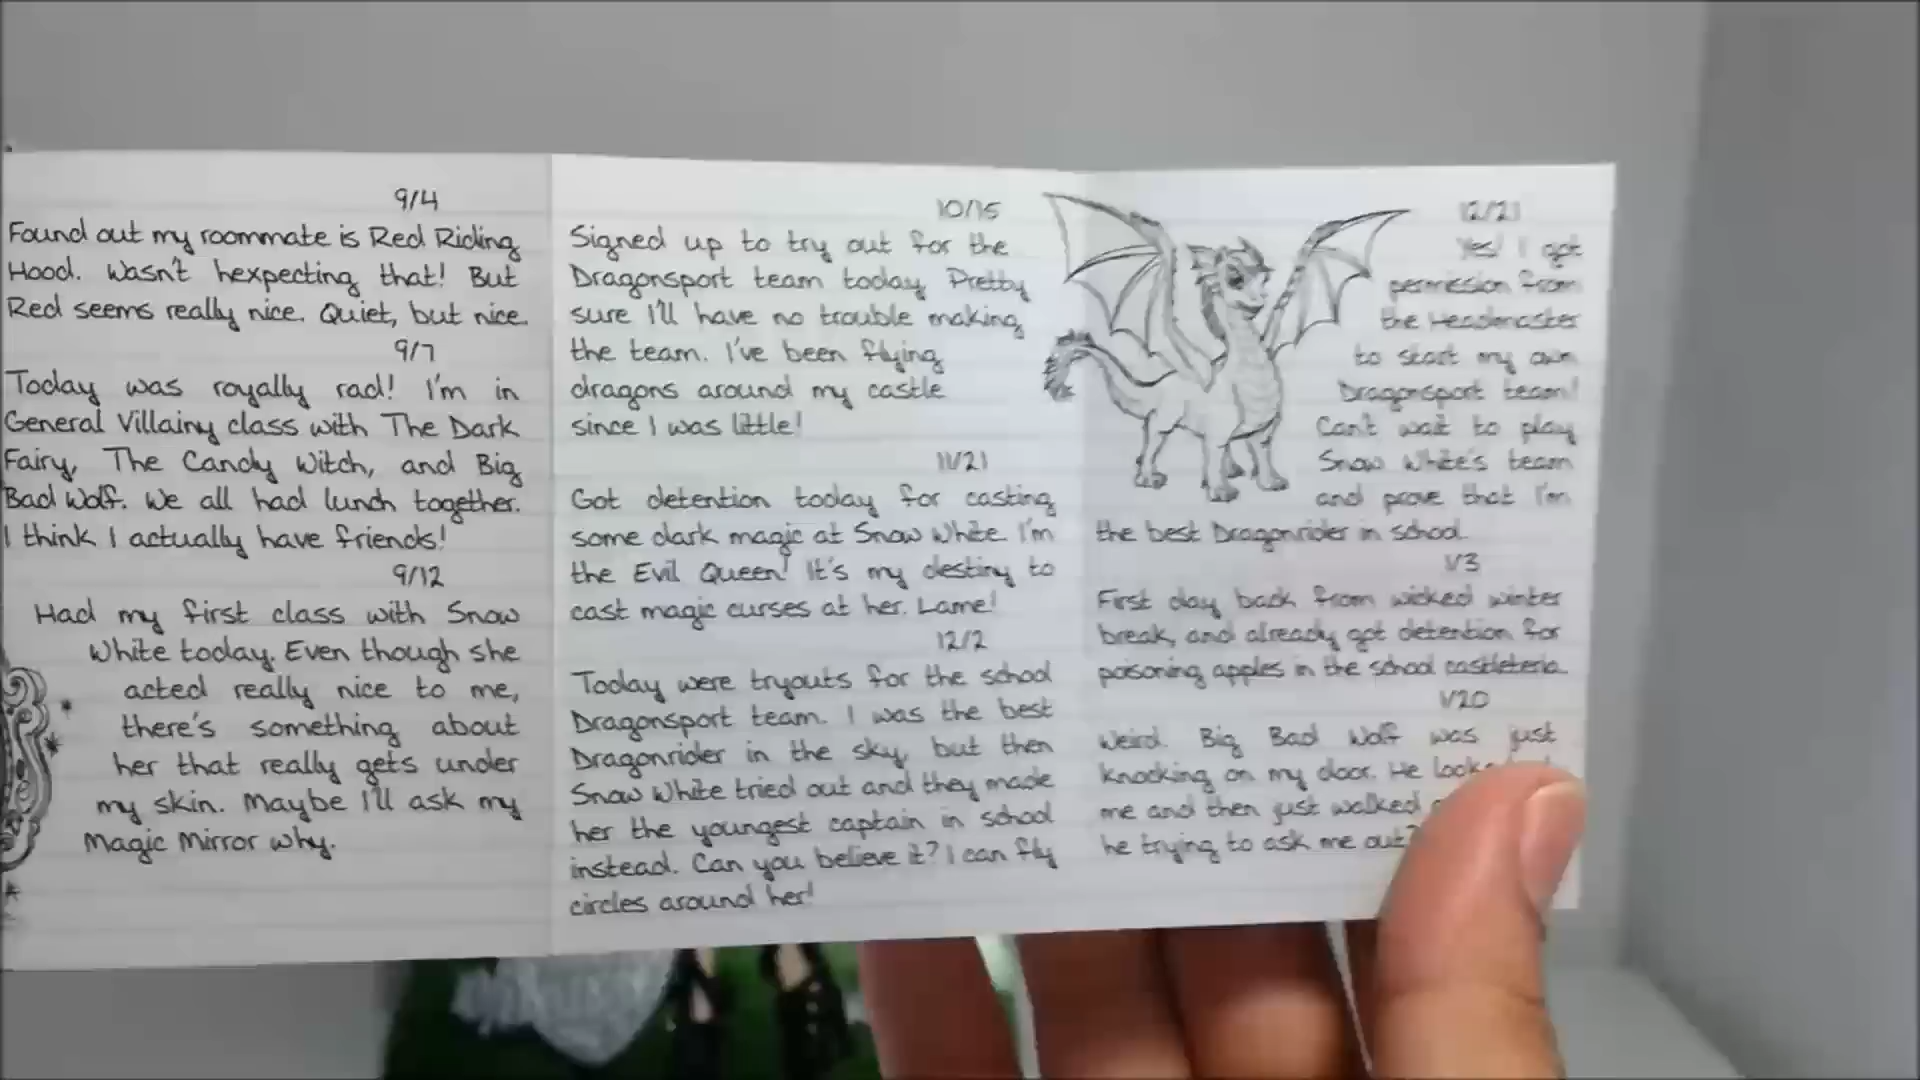 9/4
Found out my roommate is Red Riding
Hood. Wasn't hexpecting that! But
Red seems really nice. Quiet, but nice.
9/7
Today was royally rad! I'm in
General Villainy class with The Dark
Fairy, The Candy Witch, and Big
Bad Wolf. We all had lunch together.
I think I actually have friends!
9/12
Had my first class with Snow
White today. Even though she
acted really nice to me,
there's something about
her that really gets under
my skin. Maybe I'll ask my
Magic Mirror why.
10/15
Signed up to try out for the
Dragonsport team today. Pretty
sure I'll have no trouble making
the team. I've been flying
dragons around my castle
since I was little!
11/21
Got detention today for casting
some dark magic at Snow White. I'm
the Evil Queen! It's my destiny to
cast magic curses at her. Lame!
12/2
Today were tryouts for the school
Dragonsport team. I was the best
Dragonrider in the sky, but then
Snow White tried out and they made
her the youngest captain in school
instead. Can you believe it? I can fly
circles around her!
12/21
Yes! I got
permission from
the Headmaster
to start my own
Dragonsport team!
Can't wait to play
Snow White's team
and prove that I'm
the best Dragonrider in school.
1/3
First day back from wicked winter
break, and already got detention for
poisoning apples in the school castleteria.
1/20
Weird. Big Bad Wolf was just
knocking on my door. He
me and then just walked
he trying to ask me out?